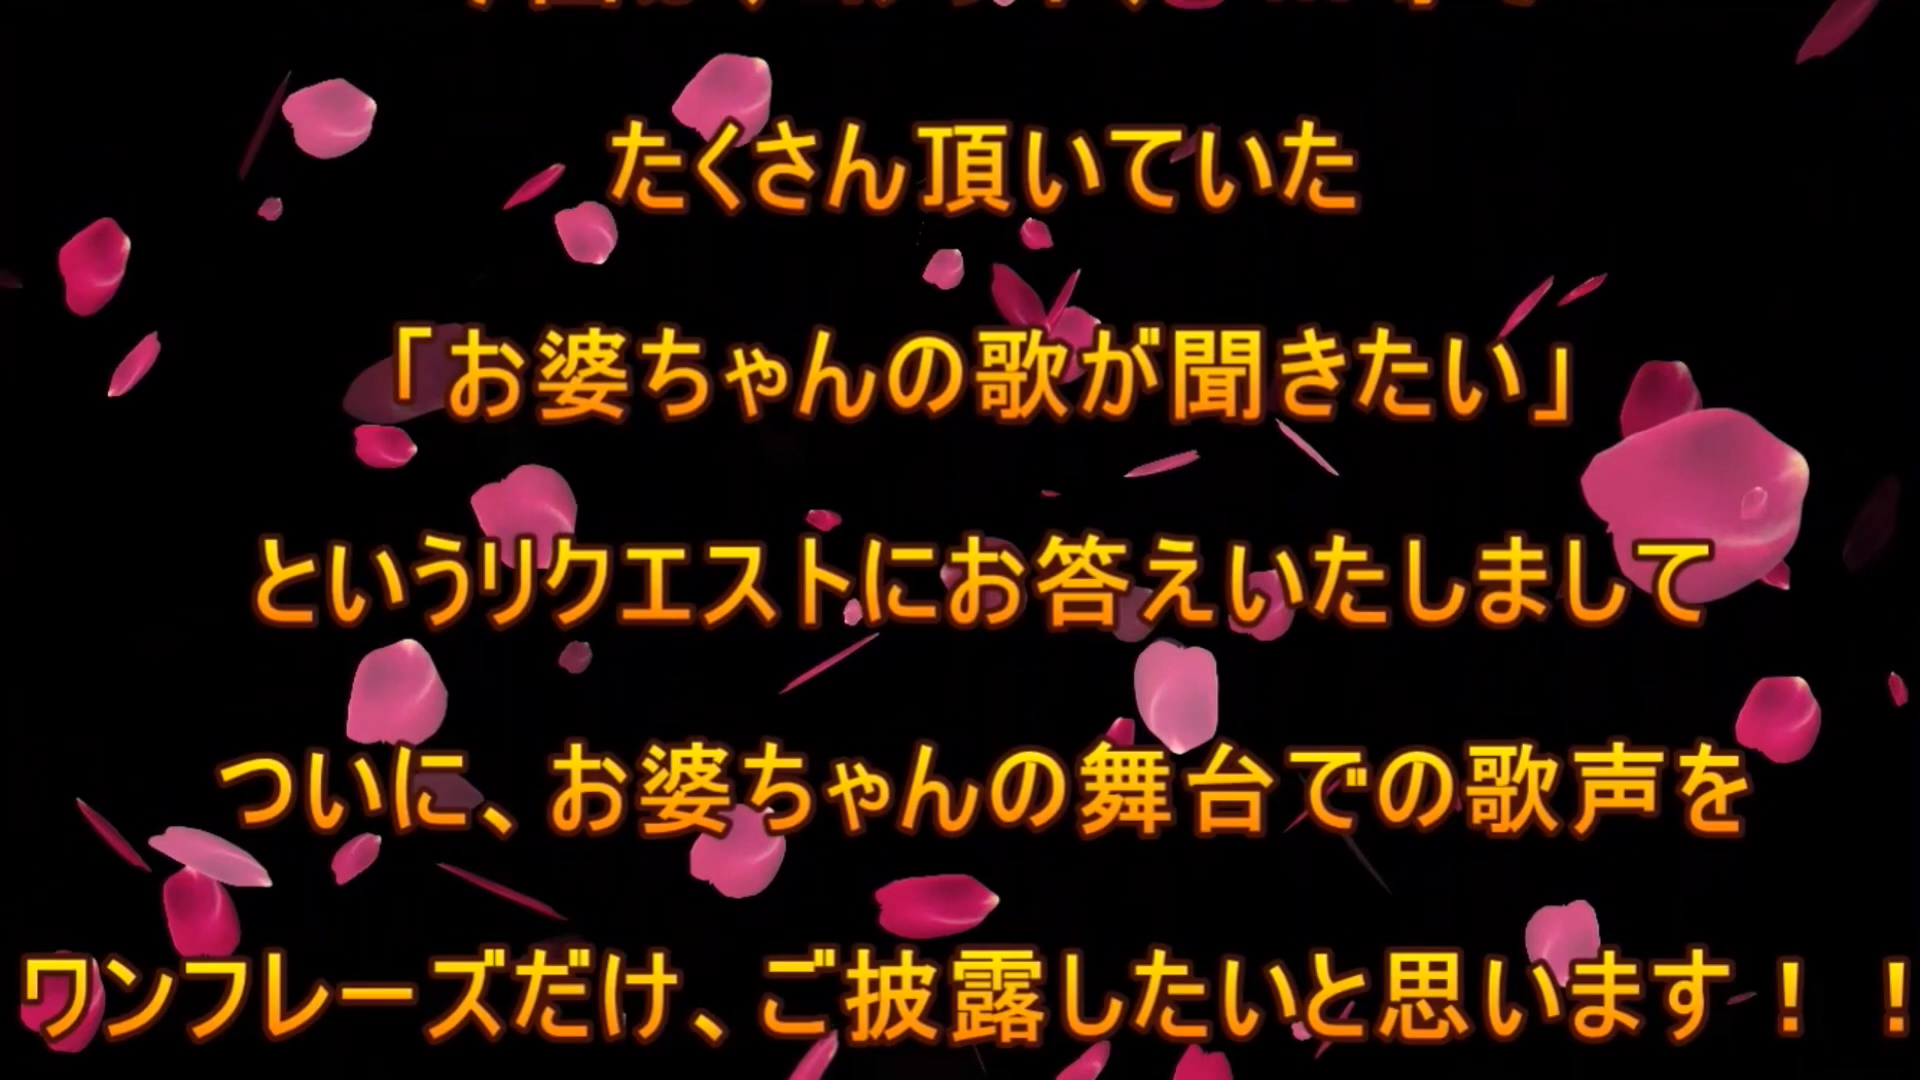 たくさん頂いていた
「お婆ちゃんの歌が聞きたい」
というリクエストにお答えいたしまして
ついに、お婆ちゃんの舞台での歌声を
ワンフレーズだけ、ご披露したいと思います！！